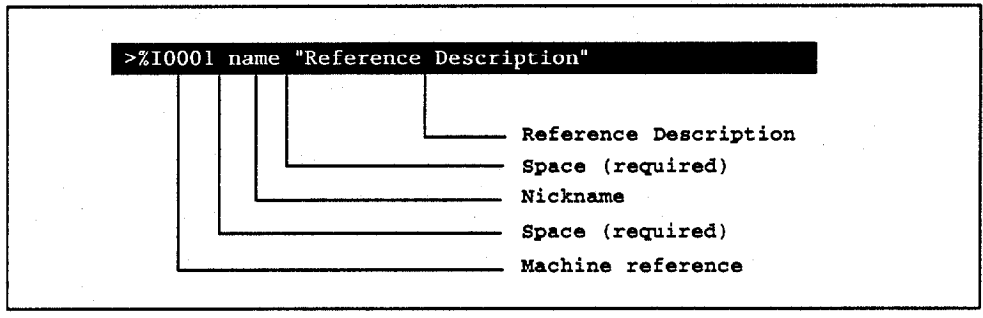 >%I0001 name "Reference Description"
Reference Description
Space (required)
Nickname
Space (required)
Machine reference